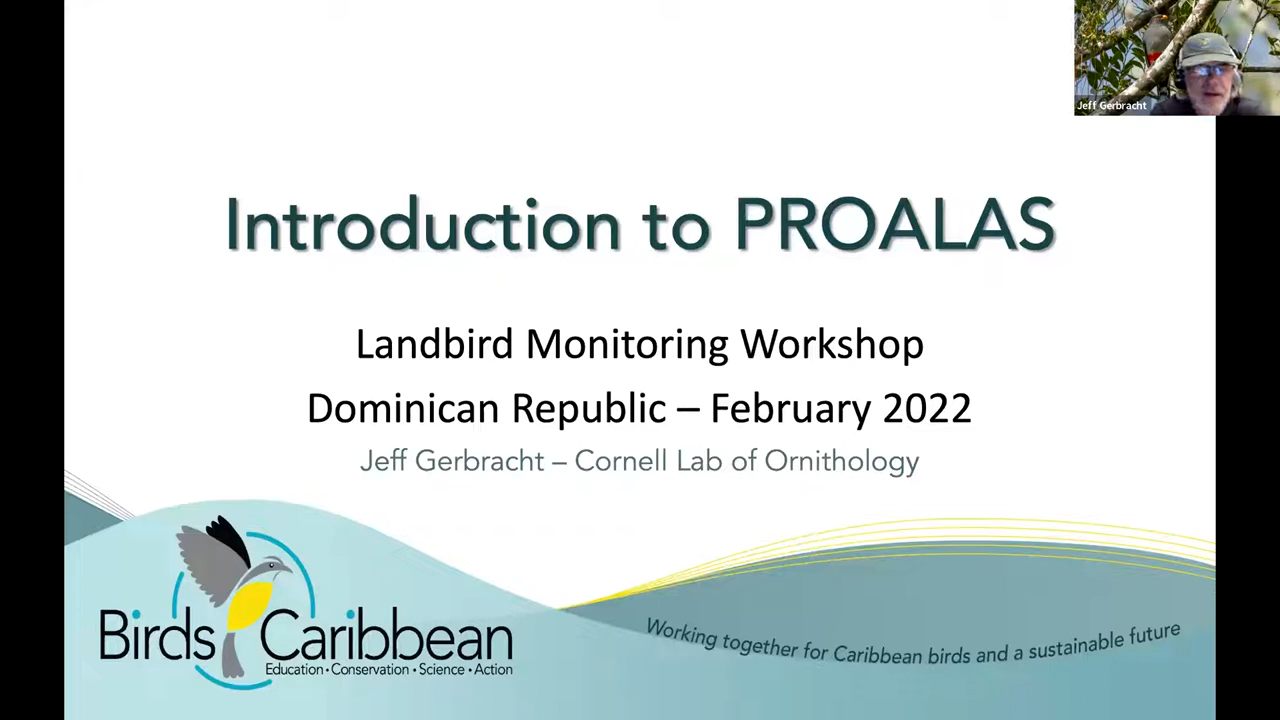 Jeff Gerbracht
Introduction to PROALAS
Landbird Monitoring Workshop
Dominican Republic – February 2022
Jeff Gerbracht – Cornell Lab of Ornithology
Birds Caribbean
Education • Conservation • Science • Action
Working together for Caribbean birds and a sustainable future